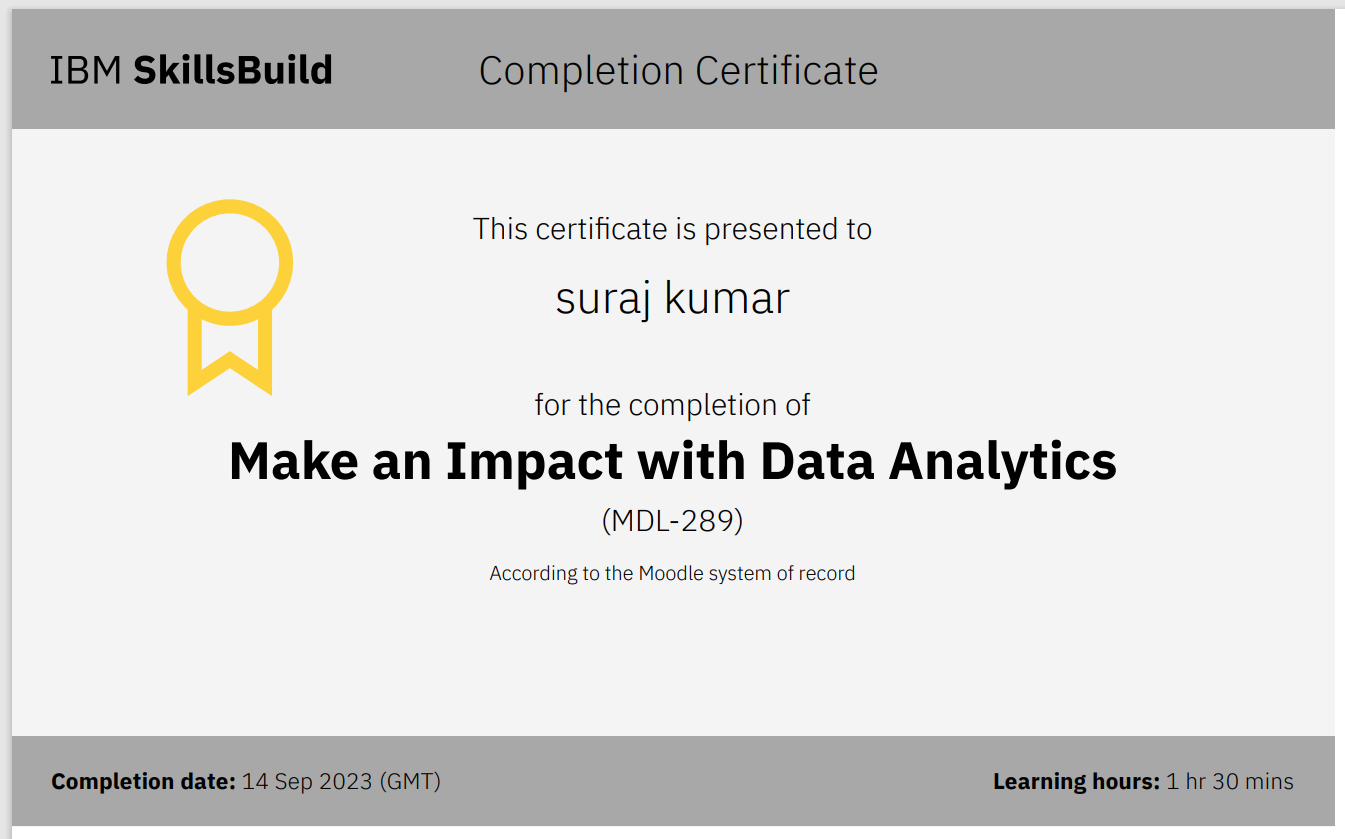 IBM SkillsBuild
Completion Certificate
This certificate is presented to
suraj kumar
for the completion of
Make an Impact with Data Analytics
(MDL-289)
According to the Moodle system of record
Completion date: 14 Sep 2023 (GMT)
Learning hours: 1 hr 30 mins